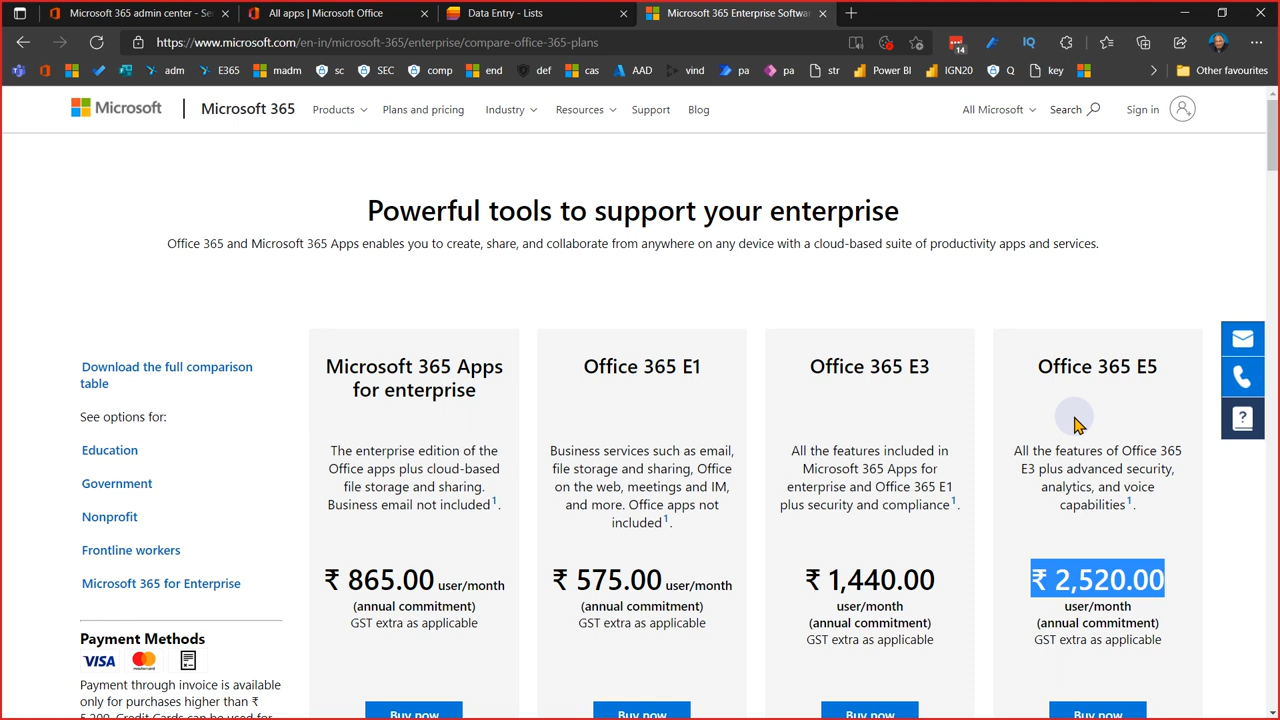 Microsoft 365 admin center - Se
All apps | Microsoft Office
Data Entry - Lists
Microsoft 365 Enterprise Softwa
https://www.microsoft.com/en-in/microsoft-365/enterprise/compare-office-365-plans
14
IQ
adm
E365
madm
sc
SEC
comp
end
def
cas
AAD
vind
pa
pa
str
Power BI
IGN20
Q
key
Other favourites
Microsoft
Microsoft 365
Products
Plans and pricing
Industry
Resources
Support
Blog
All Microsoft
Search
Sign in
Powerful tools to support your enterprise
Office 365 and Microsoft 365 Apps enables you to create, share, and collaborate from anywhere on any device with a cloud-based suite of productivity apps and services.
Download the full comparison
table
See options for:
Education
Government
Nonprofit
Frontline workers
Microsoft 365 for Enterprise
Payment Methods
VISA
Payment through invoice is available
only for purchases higher than ₹
5,200. Credit Cards can be used for
Microsoft 365 Apps
for enterprise
The enterprise edition of the
Office apps plus cloud-based
file storage and sharing.
Business email not included1.
₹ 865.00 user/month
(annual commitment)
GST extra as applicable
Buy now
Office 365 E1
Business services such as email,
file storage and sharing, Office
on the web, meetings and IM,
and more. Office apps not
included1.
₹ 575.00 user/month
(annual commitment)
GST extra as applicable
Buy now
Office 365 E3
All the features included in
Microsoft 365 Apps for
enterprise and Office 365 E1
plus security and compliance1.
₹ 1,440.00
user/month
(annual commitment)
GST extra as applicable
Buy now
Office 365 E5
All the features of Office 365
E3 plus advanced security,
analytics, and voice
capabilities1.
₹ 2,520.00
user/month
(annual commitment)
GST extra as applicable
Buy now